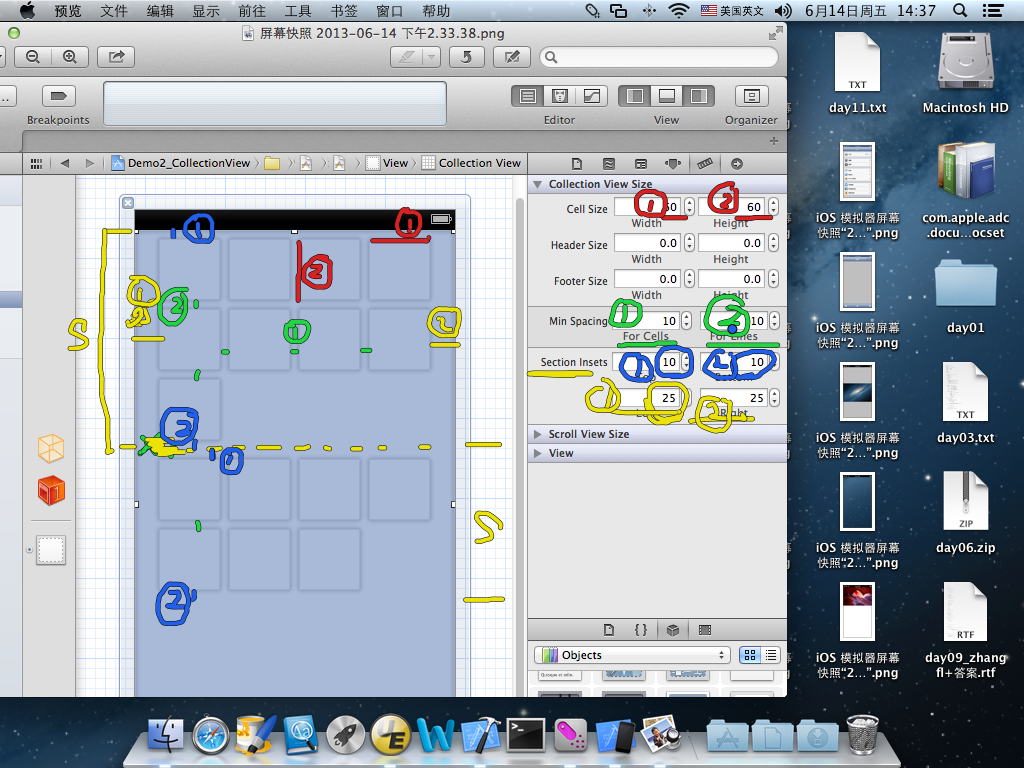 预览 文件 编辑 显示 前往 工具 书签 窗口 帮助
美国英文 6月14日周五 14:37
屏幕快照 2013-06-14 下午2.33.38.png
Breakpoints Editor View Organizer
Demo2_CollectionView View Collection View
Collection View Size
Cell Size 60
Width Height
Header Size 0.0 0.0
Width Height
Footer Size 0.0 0.0
Width Height
Min Spacing 10 10
For Cells For Lines
Section Insets 10 10
25 25
Right
Scroll View Size
View
{ }
Objects
1 1 2
2
1 2 1 2
2 1 2
S
1 2
1 2
2 1
S
2
day11.txt
TXT
Macintosh HD
iOS 模拟器屏幕快照“2…”.png
com.apple.adc.docu…ocset
iOS 模拟器屏幕快照“2…”.png
day01
iOS 模拟器屏幕快照“2…”.png
TXT
day03.txt
iOS 模拟器屏幕快照“2…”.png
ZIP
day06.zip
iOS 模拟器屏幕快照“2…”.png
RTF
day09_zhangfl+答案.rtf